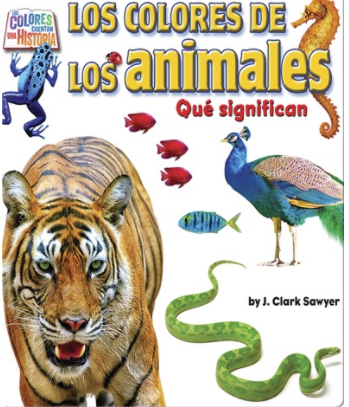 LOS
COLORES
CUENTAN
UNA HISTORIA
LOS COLORES DE
LOS animales
Qué significan
by J. Clark Sawyer